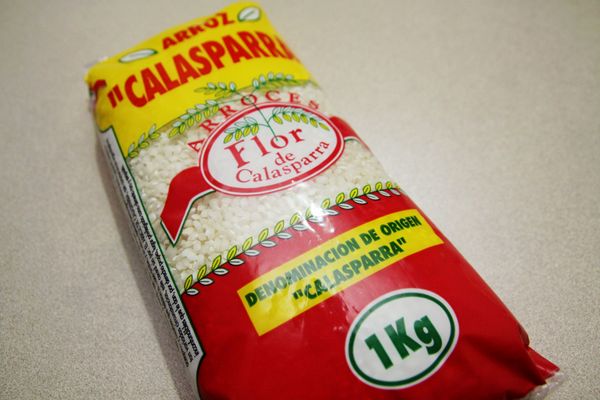 ARROZ
"CALASPARRA
ARROCES
Flor
de
Calasparra
DENOMINACION DE ORIGEN
"CALASPARRA"
1Kg